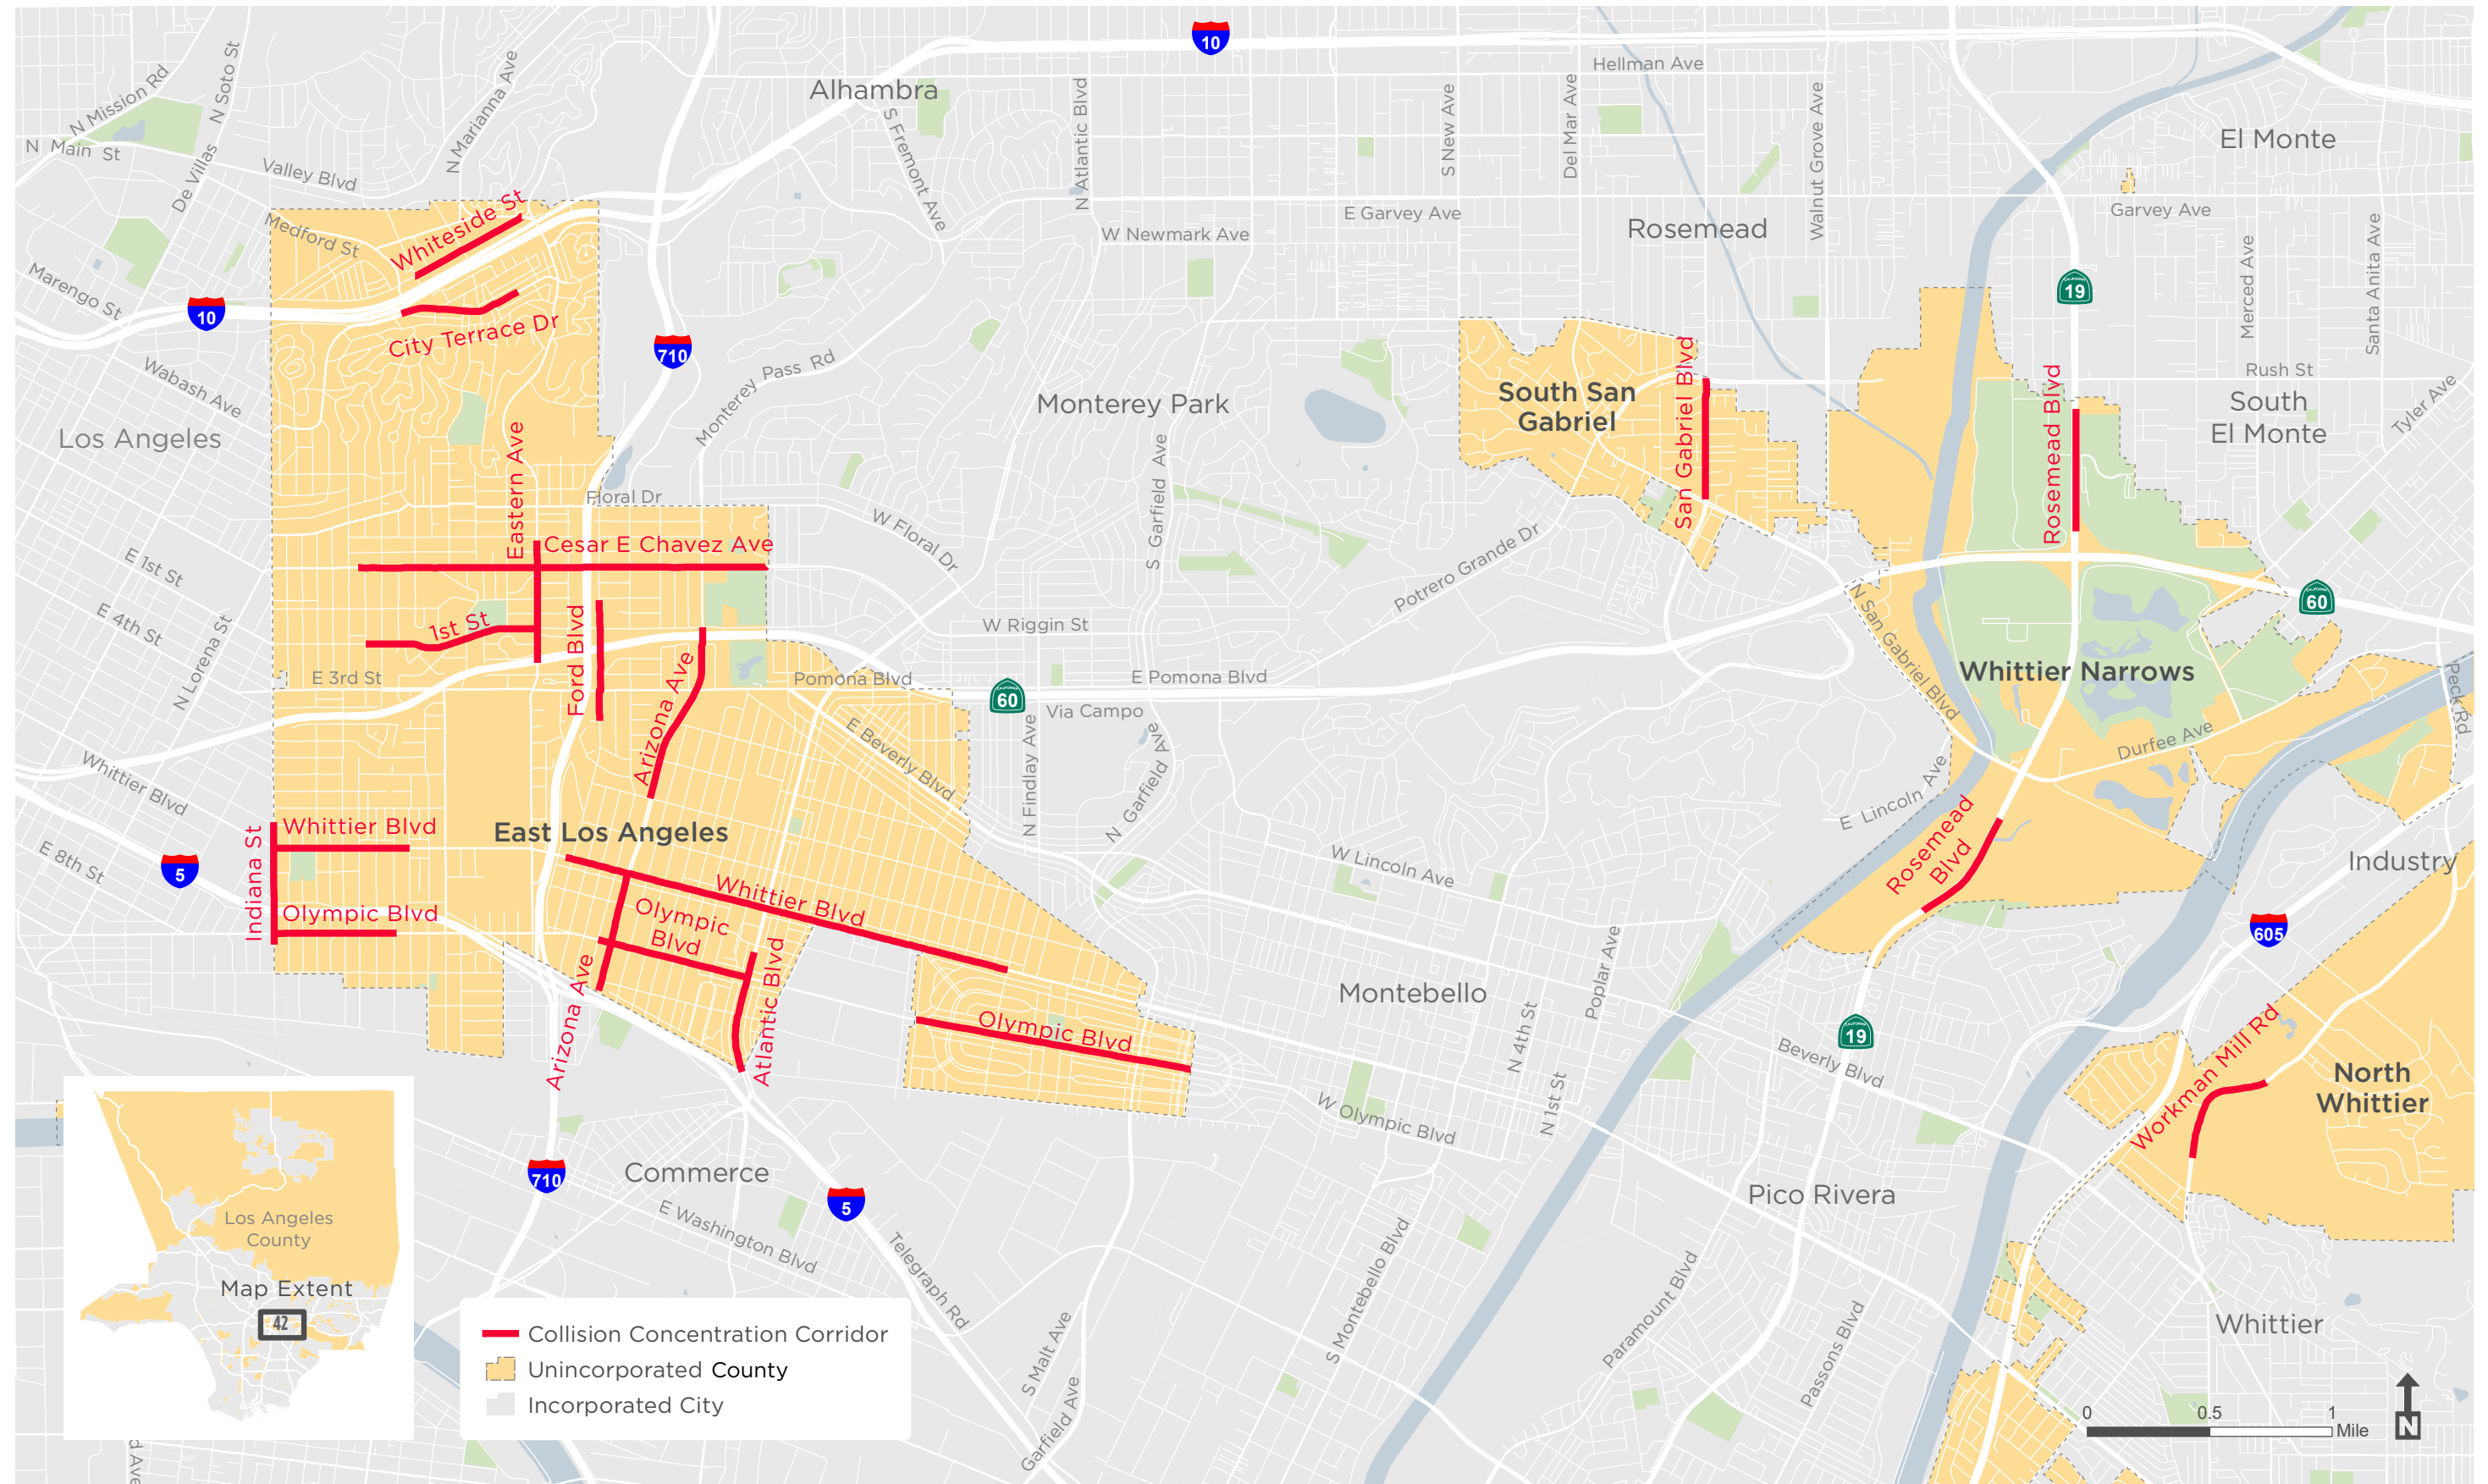 10
Hellman Ave
Alhambra
N Mission Rd
N Soto St
N Marianna Ave
S Fremont Ave
N Atlantic Blvd
S New Ave
Del Mar Ave
Walnut Grove Ave
El Monte
N Main St
De Villas
Valley Blvd
Whiteside St
Medford St
W Newmark Ave
E Garvey Ave
Rosemead
Garvey Ave
Merced Ave
Santa Anita Ave
Marengo St
10
City Terrace Dr
710
19
Wabash Ave
Monterey Pass Rd
Monterey Park
South San
Gabriel
San Gabriel Blvd
Rosemead Blvd
Rush St
South
El Monte
Tyler Ave
Los Angeles
Eastern Ave
Floral Dr
W Floral Dr
S Garfield Ave
Cesar E Chavez Ave
Potrero Grande Dr
E 1st St
E 4th St
N Lorena St
1st St
Ford Blvd
Arizona Ave
W Riggin St
60
N San Gabriel Blvd
Whittier Narrows
E 3rd St
Pomona Blvd
60
E Pomona Blvd
Via Campo
Peck Rd
E Beverly Blvd
N Findlay Ave
N Garfield Ave
Durfee Ave
Whittier Blvd
E Lincoln Ave
Rosemead
Blvd
E 8th St
5
Indiana St
Whittier Blvd
East Los Angeles
W Lincoln Ave
Industry
Olympic Blvd
Whittier Blvd
Olympic
Blvd
Arizona Ave
Atlantic Blvd
605
Montebello
Poplar Ave
N 4th St
N 1st St
Olympic Blvd
19
Beverly Blvd
Workman Mill Rd
North
Whittier
W Olympic Blvd
710
Commerce
5
Pico Rivera
E Washington Blvd
Telegraph Rd
S Malt Ave
Garfield Ave
S Montebello Blvd
Paramount Blvd
Passons Blvd
Whittier
Los Angeles
County
Map Extent
42
d Ave
Collision Concentration Corridor
Unincorporated County
Incorporated City
0 0.5 1
Mile
N
CALIFORNIA
CALIFORNIA
CALIFORNIA
CALIFORNIA